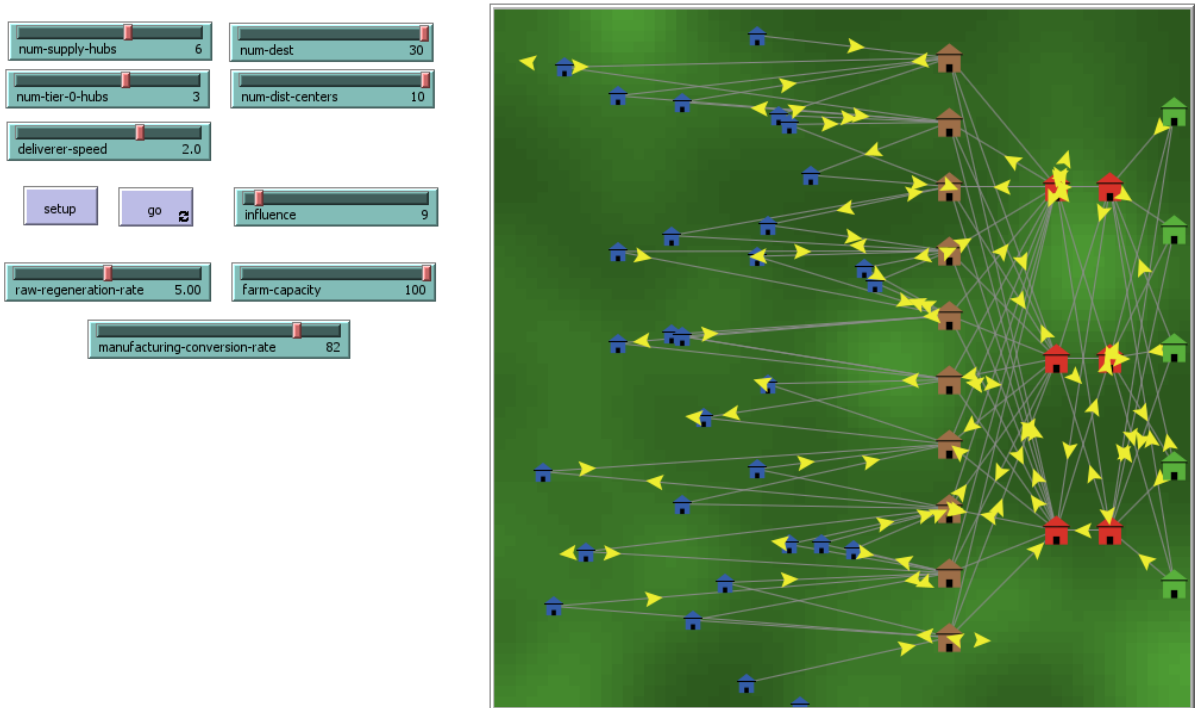 num-supply-hubs 6
num-dest 30
num-tier-0-hubs 3
num-dist-centers 10
deliverer-speed 2.0
setup
go
influence 9
raw-regeneration-rate 5.00
farm-capacity 100
manufacturing-conversion-rate 82